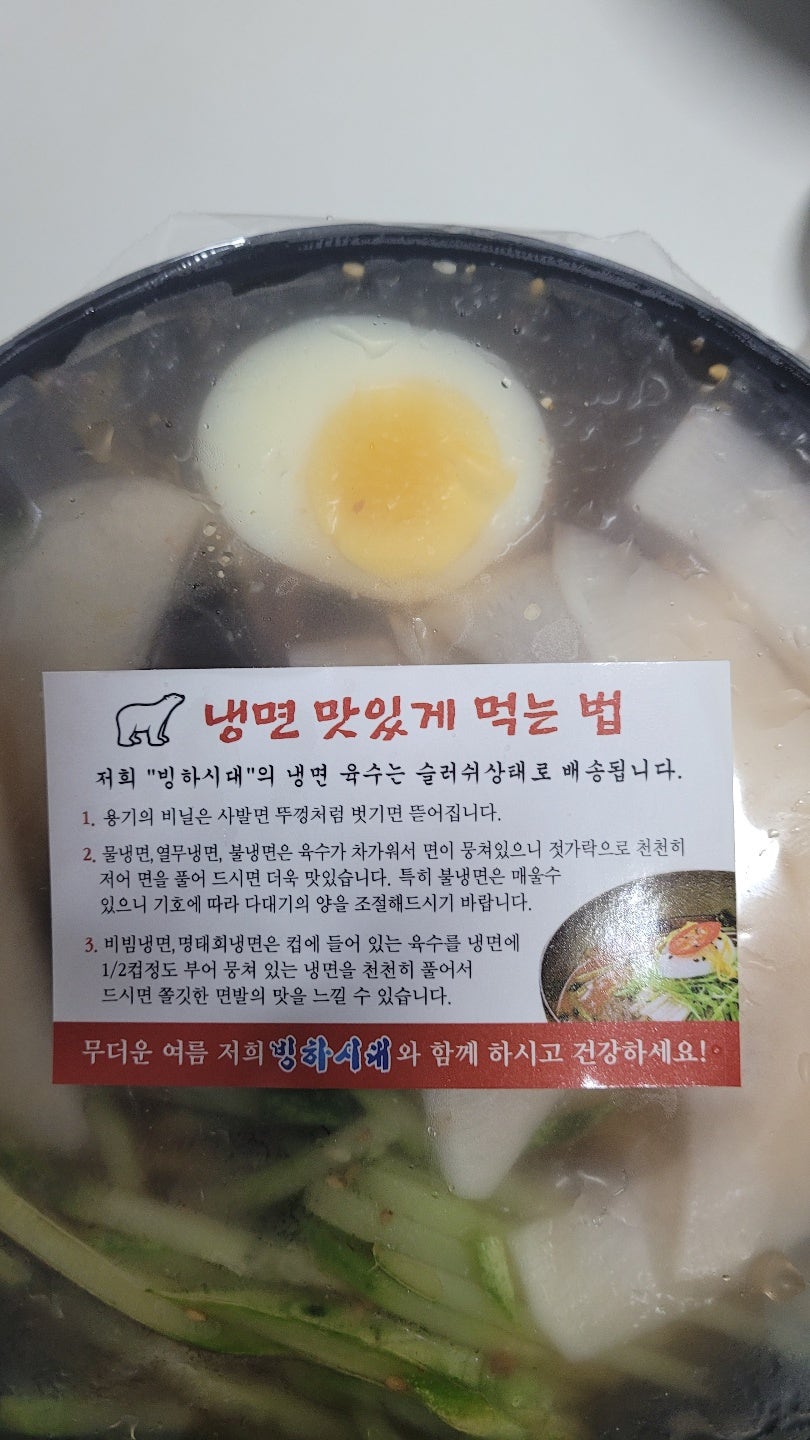 냉면 맛있게 먹는 법
저희 "빙하시대"의 냉면 육수는 슬러쉬상태로 배송됩니다.
1. 용기의 비닐은 사발면 뚜껑처럼 벗기면 뜯어집니다.
2. 물냉면,열무냉면, 불냉면은 육수가 차가워서 면이 뭉쳐있으니 젓가락으로 천천히
저어 면을 풀어 드시면 더욱 맛있습니다. 특히 불냉면은 매울수
있으니 기호에 따라 다대기의 양을 조절해드시기 바랍니다.
3. 비빔냉면,명태회냉면은 컵에 들어 있는 육수를 냉면에
1/2컵정도 부어 뭉쳐 있는 냉면을 천천히 풀어서
드시면 쫄깃한 면발의 맛을 느낄 수 있습니다.
무더운 여름 저희 빙하시대와 함께 하시고 건강하세요!